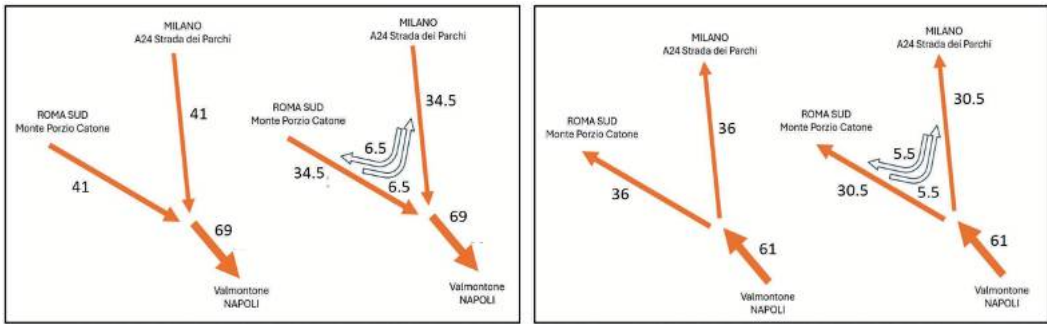 MILANO
A24 Strada dei Parchi
ROMA SUD
Monte Porzio Catone
41
41
69
Valmontone
NAPOLI
MILANO
A24 Strada dei Parchi
ROMA SUD
Monte Porzio Catone
34.5
6.5
34.5
6.5
69
Valmontone
NAPOLI
MILANO
A24 Strada dei Parchi
ROMA SUD
Monte Porzio Catone
36
36
61
Valmontone
NAPOLI
MILANO
A24 Strada dei Parchi
ROMA SUD
Monte Porzio Catone
30.5
5.5
30.5
5.5
61
Valmontone
NAPOLI